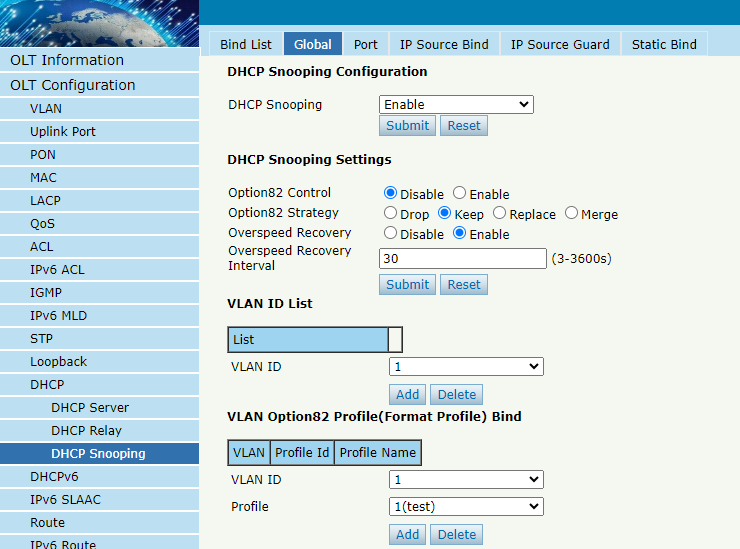 Bind List Global Port IP Source Bind IP Source Guard Static Bind
OLT Information
OLT Configuration
VLAN
Uplink Port
PON
MAC
LACP
QoS
ACL
IPv6 ACL
IGMP
IPv6 MLD
STP
Loopback
DHCP
DHCP Server
DHCP Relay
DHCP Snooping
DHCPv6
IPv6 SLAAC
Route
IPv6 Route
DHCP Snooping Configuration
DHCP Snooping Enable
Submit Reset
DHCP Snooping Settings
Option82 Control Disable Enable
Option82 Strategy Drop Keep Replace Merge
Overspeed Recovery Disable Enable
Overspeed Recovery
Interval 30 (3-3600s)
Submit Reset
VLAN ID List
List
VLAN ID 1
Add Delete
VLAN Option82 Profile(Format Profile) Bind
VLAN Profile Id Profile Name
VLAN ID 1
Profile 1(test)
Add Delete